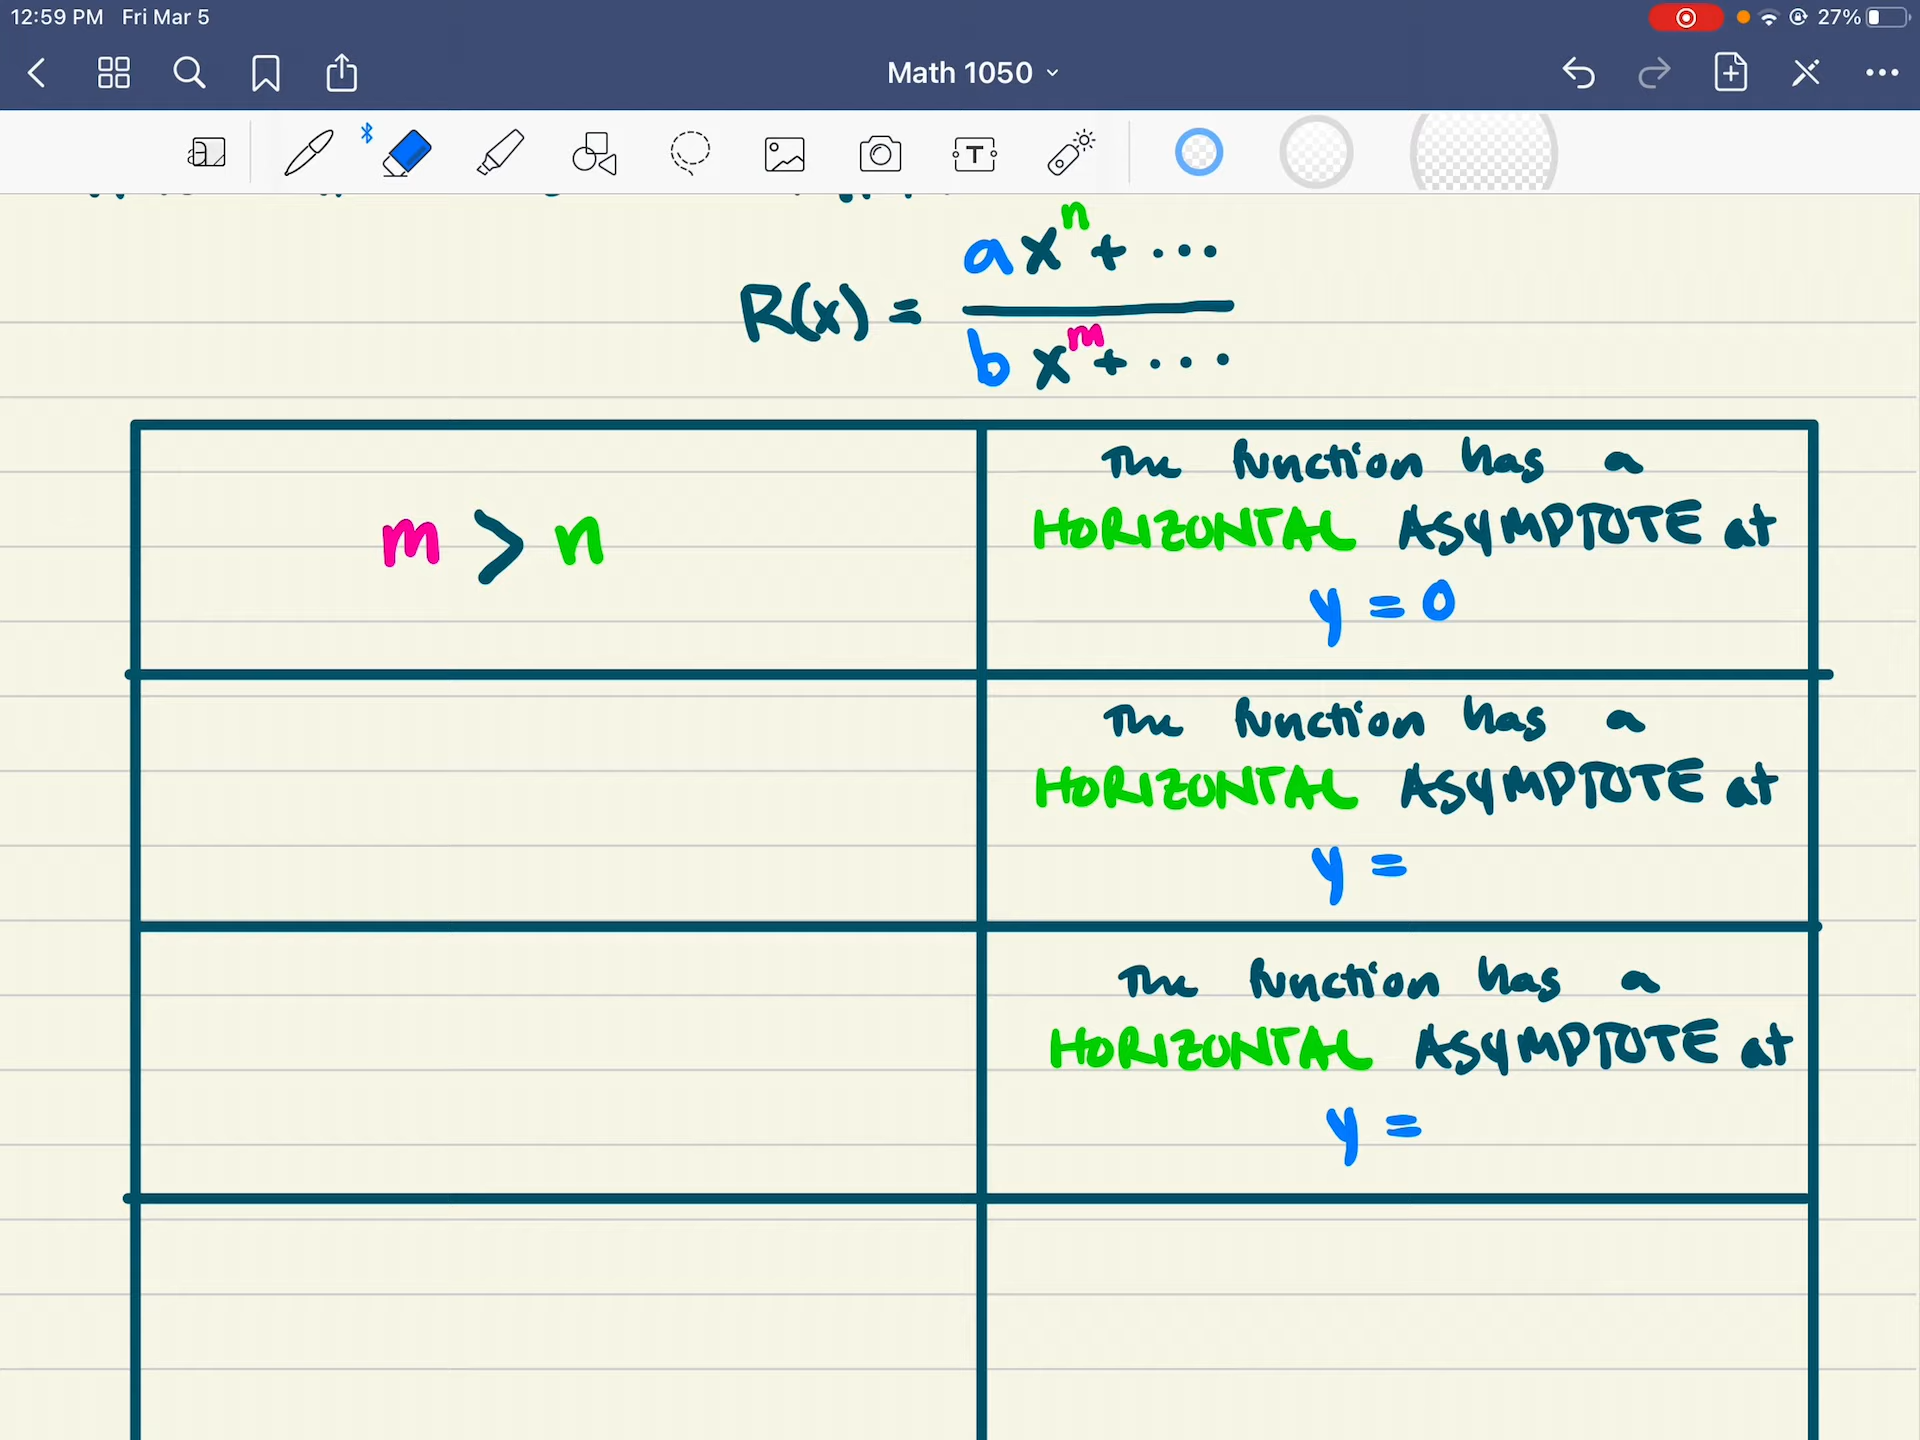 12:59 PM Fri Mar 5
27%
Math 1050
T
R(x) = ax^n + ...
bx^m + ...
m > n
The function has a
HORIZONTAL ASYMPTOTE at
y = 0
The function has a
HORIZONTAL ASYMPTOTE at
y =
The function has a
HORIZONTAL ASYMPTOTE at
y =